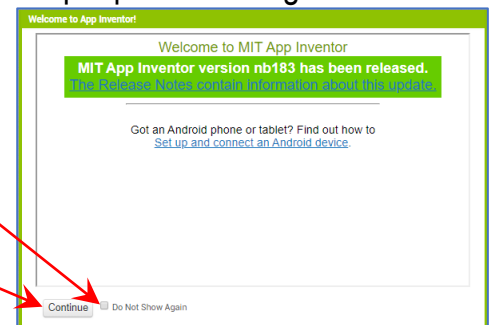 Welcome to App Inventor!
Welcome to MIT App Inventor
MIT App Inventor version nb183 has been released.
The Release Notes contain information about this update.
Got an Android phone or tablet? Find out how to
Set up and connect an Android device.
Continue Do Not Show Again